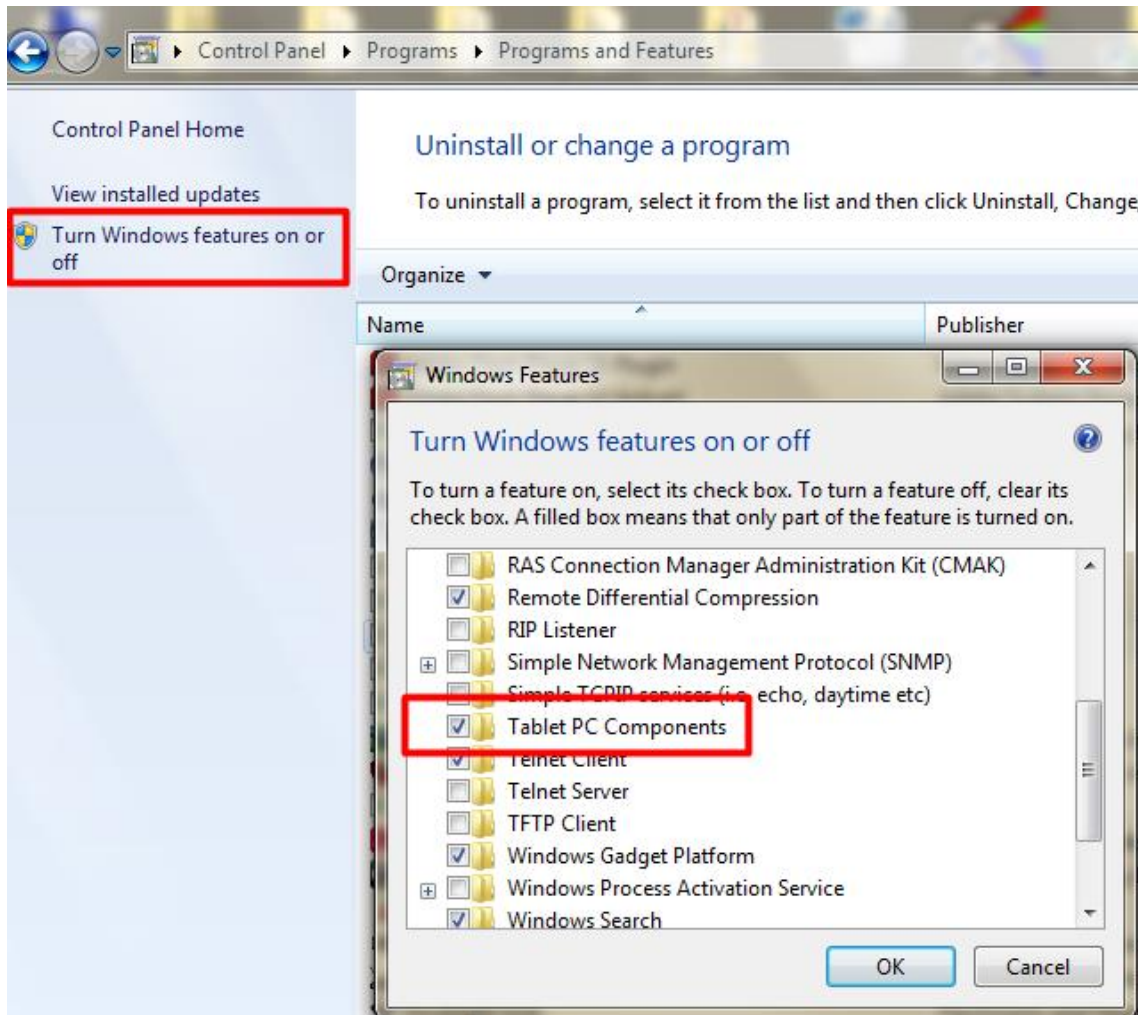 Control Panel ▸ Programs ▸ Programs and Features
Control Panel Home
View installed updates
Turn Windows features on or
off
Uninstall or change a program
To uninstall a program, select it from the list and then click Uninstall, Change
Organize
Name
Publisher
Windows Features
Turn Windows features on or off
To turn a feature on, select its check box. To turn a feature off, clear its
check box. A filled box means that only part of the feature is turned on.
RAS Connection Manager Administration Kit (CMAK)
Remote Differential Compression
RIP Listener
Simple Network Management Protocol (SNMP)
Simple TCPIP services (i.e. echo, daytime etc)
Tablet PC Components
Telnet Client
Telnet Server
TFTP Client
Windows Gadget Platform
Windows Process Activation Service
Windows Search
OK
Cancel